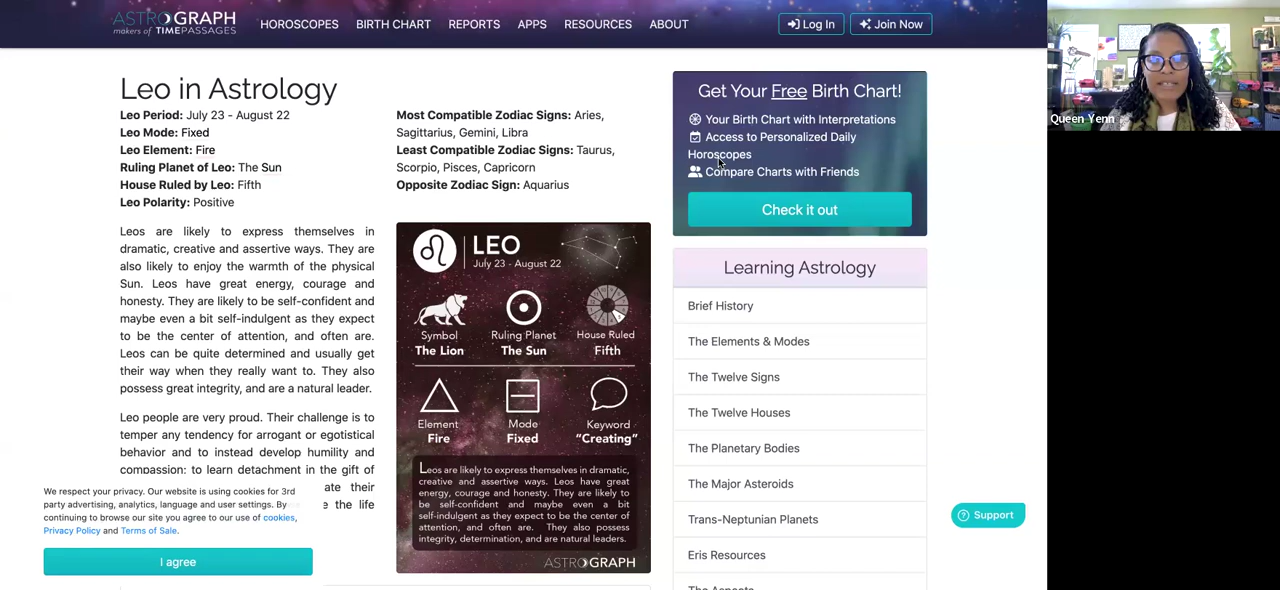 ASTROGRAPH
makers of TIMEPASSAGES
HOROSCOPES
BIRTH CHART
REPORTS
APPS
RESOURCES
ABOUT
Log In
Join Now
Queen Yenn
Leo in Astrology
Leo Period: July 23 - August 22
Leo Mode: Fixed
Leo Element: Fire
Ruling Planet of Leo: The Sun
House Ruled by Leo: Fifth
Leo Polarity: Positive
Most Compatible Zodiac Signs: Aries,
Sagittarius, Gemini, Libra
Least Compatible Zodiac Signs: Taurus,
Scorpio, Pisces, Capricorn
Opposite Zodiac Sign: Aquarius
Leos are likely to express themselves in
dramatic, creative and assertive ways. They are
also likely to enjoy the warmth of the physical
Sun. Leos have great energy, courage and
honesty. They are likely to be self-confident and
maybe even a bit self-indulgent as they expect
to be the center of attention, and often are.
Leos can be quite determined and usually get
their way when they really want to. They also
possess great integrity, and are a natural leader.
Leo people are very proud. Their challenge is to
temper any tendency for arrogant or egotistical
behavior and to instead develop humility and
compassion; to learn detachment in the gift of
ate their
e the life
LEO
July 23 - August 22
Symbol
The Lion
Ruling Planet
The Sun
House Ruled
Fifth
Element
Fire
Mode
Fixed
Keyword
"Creating"
Leos are likely to express themselves in dramatic,
creative and assertive ways. Leos have great
energy, courage and honesty. They are likely to
be self-confident and maybe even a bit
self-indulgent as they expect to be the center of
attention, and often are. They also possess
integrity, determination, and are natural leaders.
ASTROGRAPH
Get Your Free Birth Chart!
Your Birth Chart with Interpretations
Access to Personalized Daily
Horoscopes
Compare Charts with Friends
Check it out
Learning Astrology
Brief History
The Elements & Modes
The Twelve Signs
The Twelve Houses
The Planetary Bodies
The Major Asteroids
Trans-Neptunian Planets
Eris Resources
The Aspects
Support
We respect your privacy. Our website is using cookies for 3rd
party advertising, analytics, language and user settings. By
continuing to browse our site you agree to our use of cookies,
Privacy Policy and Terms of Sale.
I agree